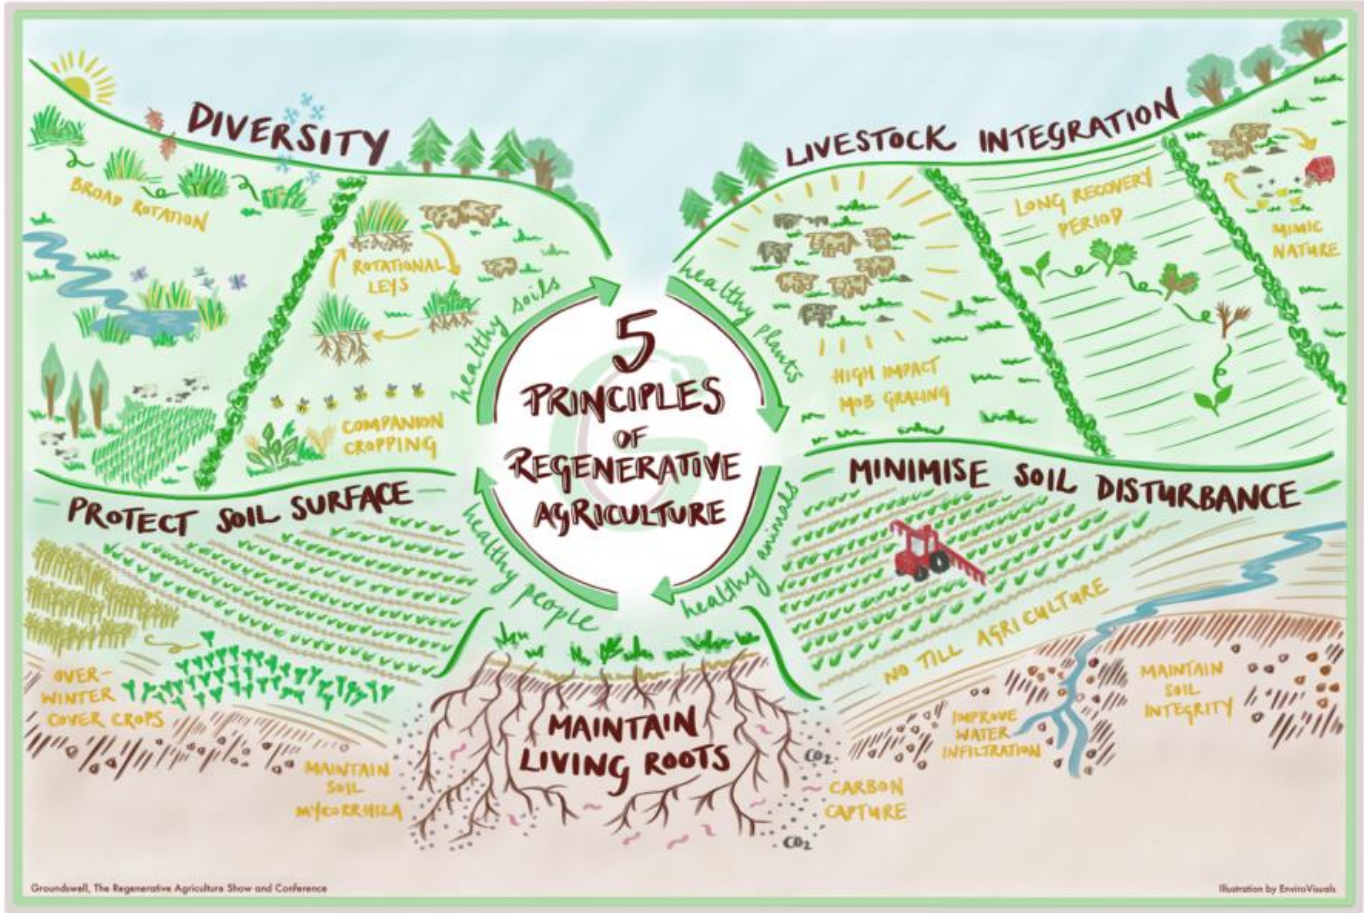 DIVERSITY
BROAD ROTATION
ROTATIONAL
LEYS
COMPANION
CROPPING
LIVESTOCK INTEGRATION
HIGH IMPACT
MOB GRAZING
LONG RECOVERY
PERIOD
MIMIC
NATURE
healthy soils
healthy plants
healthy animals
healthy people
5
PRINCIPLES
OF
REGENERATIVE
AGRICULTURE
PROTECT SOIL SURFACE
OVER-
WINTER
COVER CROPS
MINIMISE SOIL DISTURBANCE
NO TILL AGRICULTURE
IMPROVE
WATER
INFILTRATION
MAINTAIN
SOIL
INTEGRITY
MAINTAIN
LIVING ROOTS
MAINTAIN
SOIL
MYCORRHIZA
CO2
CARBON
CAPTURE
CO2
Groundswell, The Regenerative Agriculture Show and Conference
Illustration by EnviroVisuals